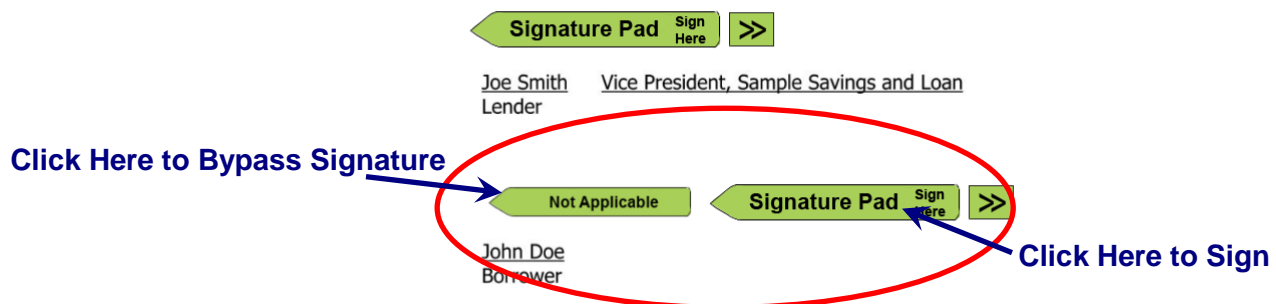 Signature Pad Sign Here >>
Joe Smith Vice President, Sample Savings and Loan
Lender
Click Here to Bypass Signature
Not Applicable Signature Pad Sign Here >>
John Doe
Click Here to Sign
Borrower